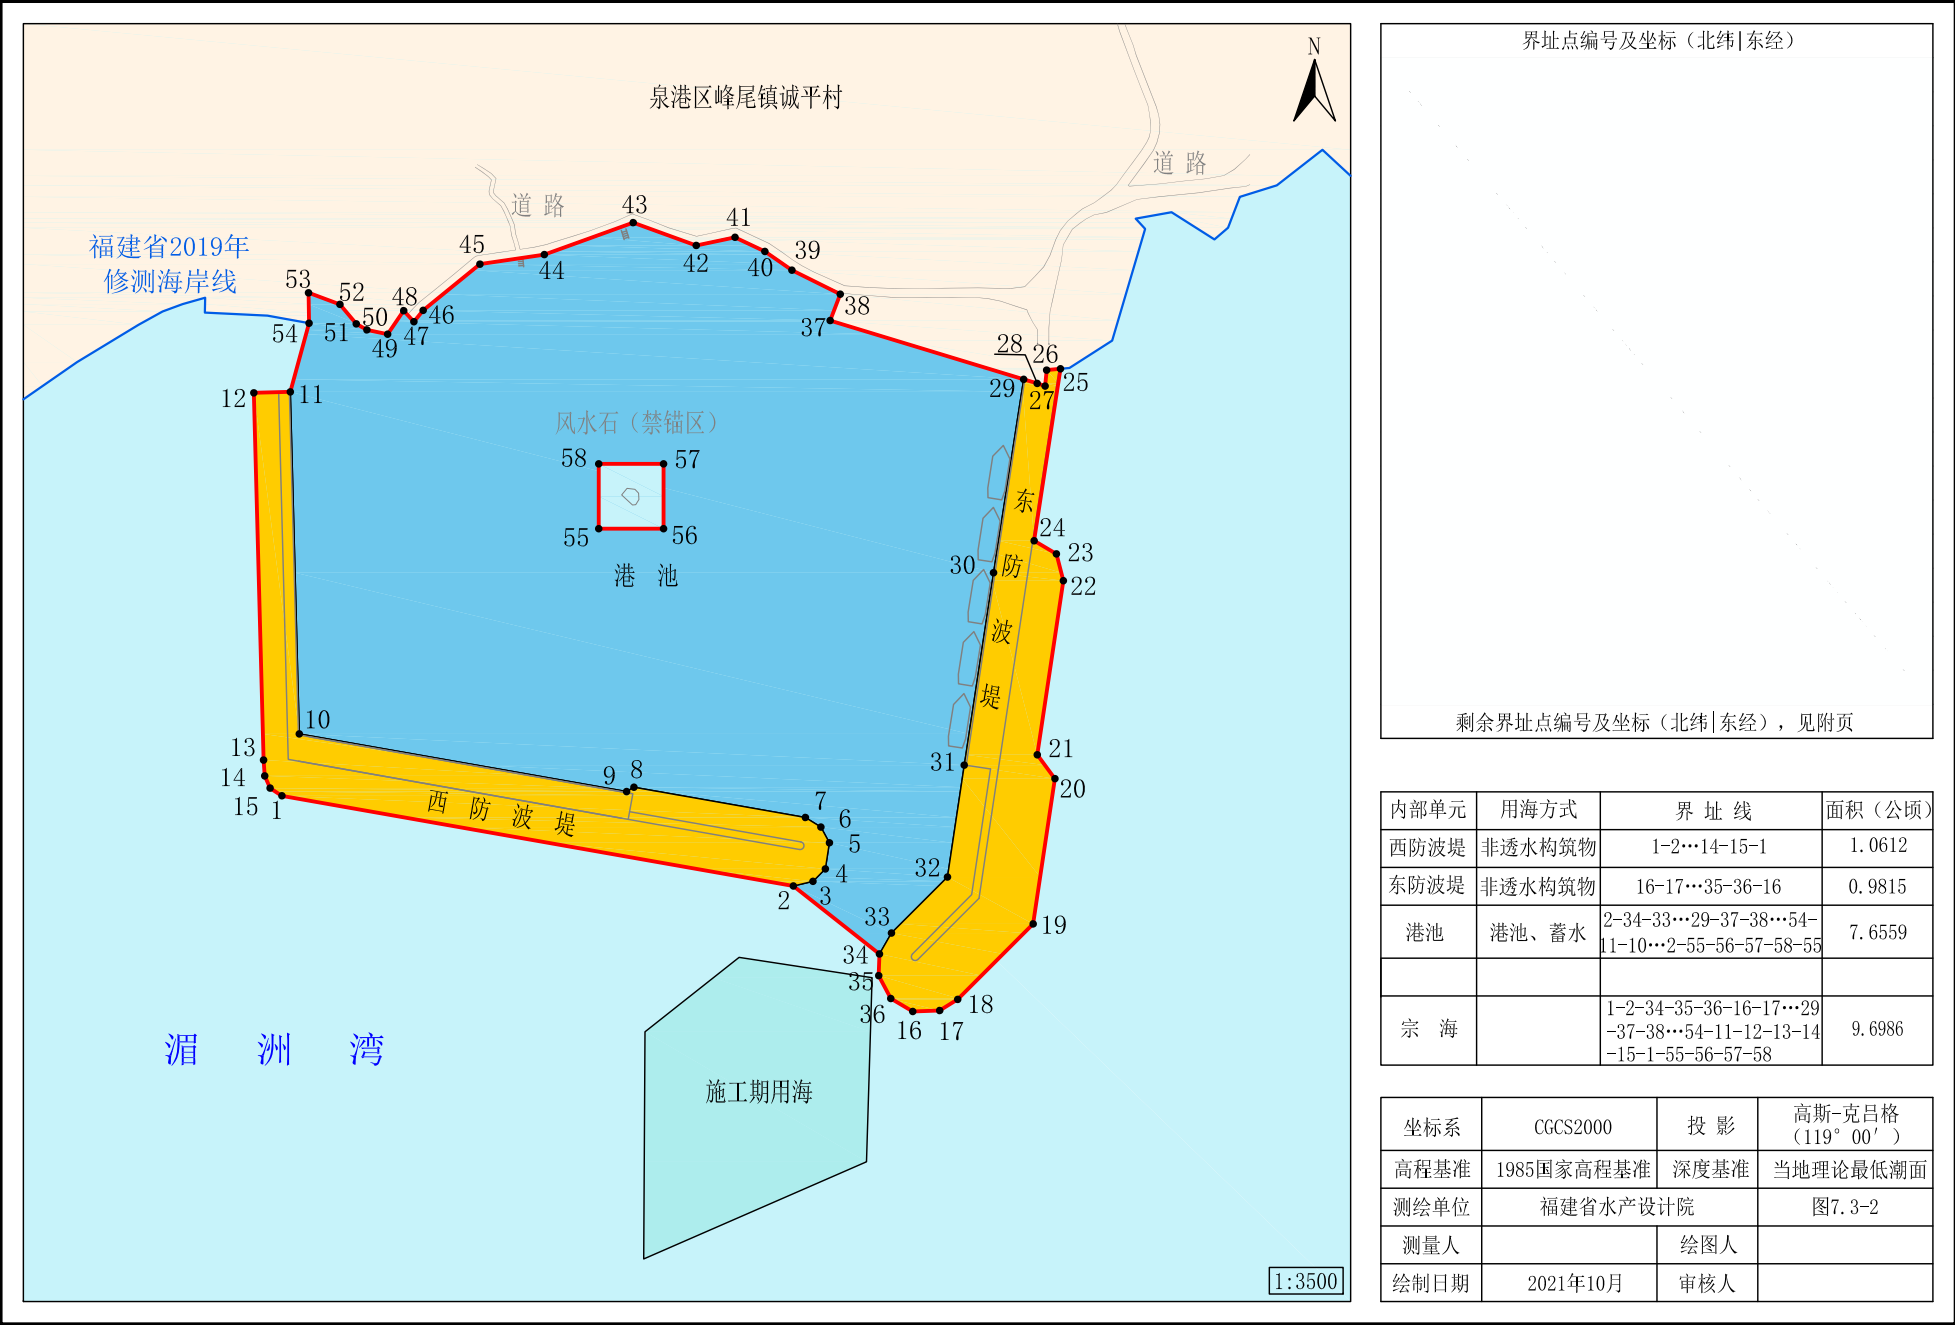 泉港区峰尾镇诚平村
N
道 路
道 路
福建省2019年
修测海岸线
43
41
42
40
39
38
37
45
44
53
52
54
51
50
49
48
47
46
28
26
29
27
25
12
11
风水石（禁锚区）
58
57
55
56
港 池
东
防
波
堤
24
23
22
30
31
21
20
10
13
14
15
1
9
8
7
6
5
4
3
2
西 防 波 堤
32
33
34
35
36
16
17
18
19
湄 洲 湾
施工期用海
1:3500
界址点编号及坐标（北纬|东经）
剩余界址点编号及坐标（北纬|东经），见附页
内部单元 用海方式 界 址 线 面积（公顷）
西防波堤 非透水构筑物 1-2…14-15-1 1.0612
东防波堤 非透水构筑物 16-17…35-36-16 0.9815
港池 港池、蓄水 2-34-33…29-37-38…54-
11-10…2-55-56-57-58-55 7.6559
宗 海 1-2-34-35-36-16-17…29
-37-38…54-11-12-13-14
-15-1-55-56-57-58 9.6986
坐标系 CGCS2000 投 影 高斯-克吕格
（119°00′）
高程基准 1985国家高程基准 深度基准 当地理论最低潮面
测绘单位 福建省水产设计院 图7.3-2
测量人 绘图人
绘制日期 2021年10月 审核人